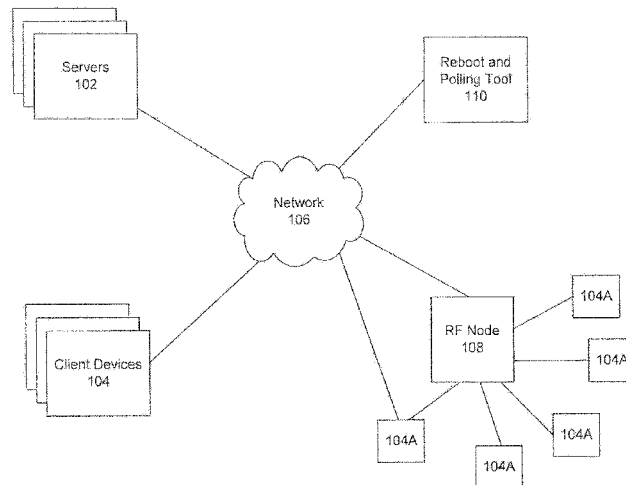 Servers
102
Reboot and
Polling Tool
110
Network
106
104A
RF Node
108
104A
Client Devices
104
104A
104A
104A